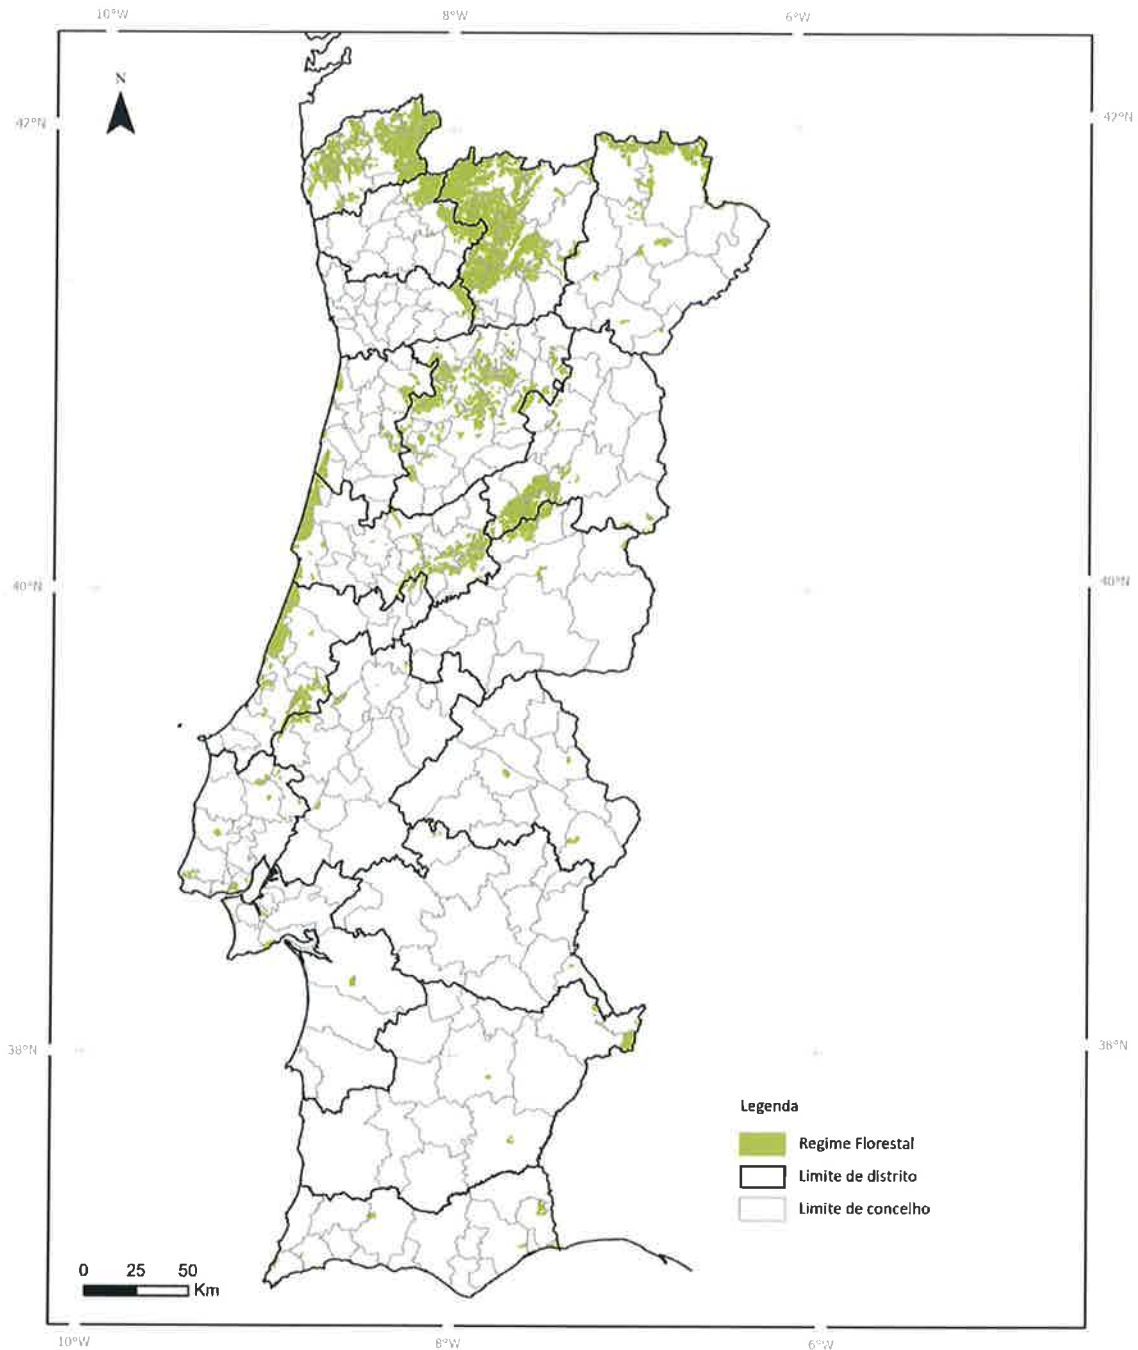 10°W 8°W 6°W
N
42°N 42°N
40°N 40°N
38°N 38°N
Legenda
Regime Florestal
Limite de distrito
Limite de concelho
0 25 50
Km
10°W 8°W 6°W